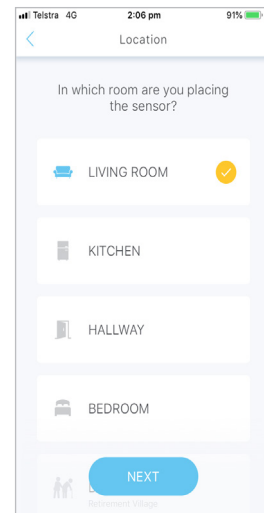 Telstra 4G 2:06 pm 91%
Location
In which room are you placing
the sensor?
LIVING ROOM
KITCHEN
HALLWAY
BEDROOM
NEXT
Retirement Village